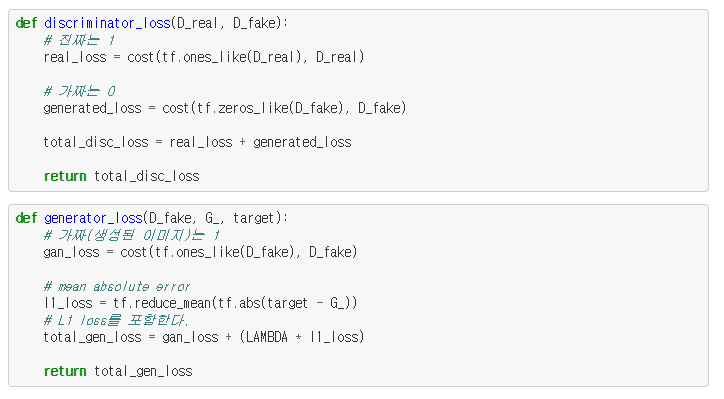 def discriminator_loss(D_real, D_fake):
    # 진짜는 1
    real_loss = cost(tf.ones_like(D_real), D_real)
    # 가짜는 0
    generated_loss = cost(tf.zeros_like(D_fake), D_fake)
    total_disc_loss = real_loss + generated_loss
    return total_disc_loss
def generator_loss(D_fake, G_, target):
    # 가짜(생성된 이미지)는 1
    gan_loss = cost(tf.ones_like(D_fake), D_fake)
    # mean absolute error
    l1_loss = tf.reduce_mean(tf.abs(target - G_))
    # L1 loss를 포함한다.
    total_gen_loss = gan_loss + (LAMBDA * l1_loss)
    return total_gen_loss